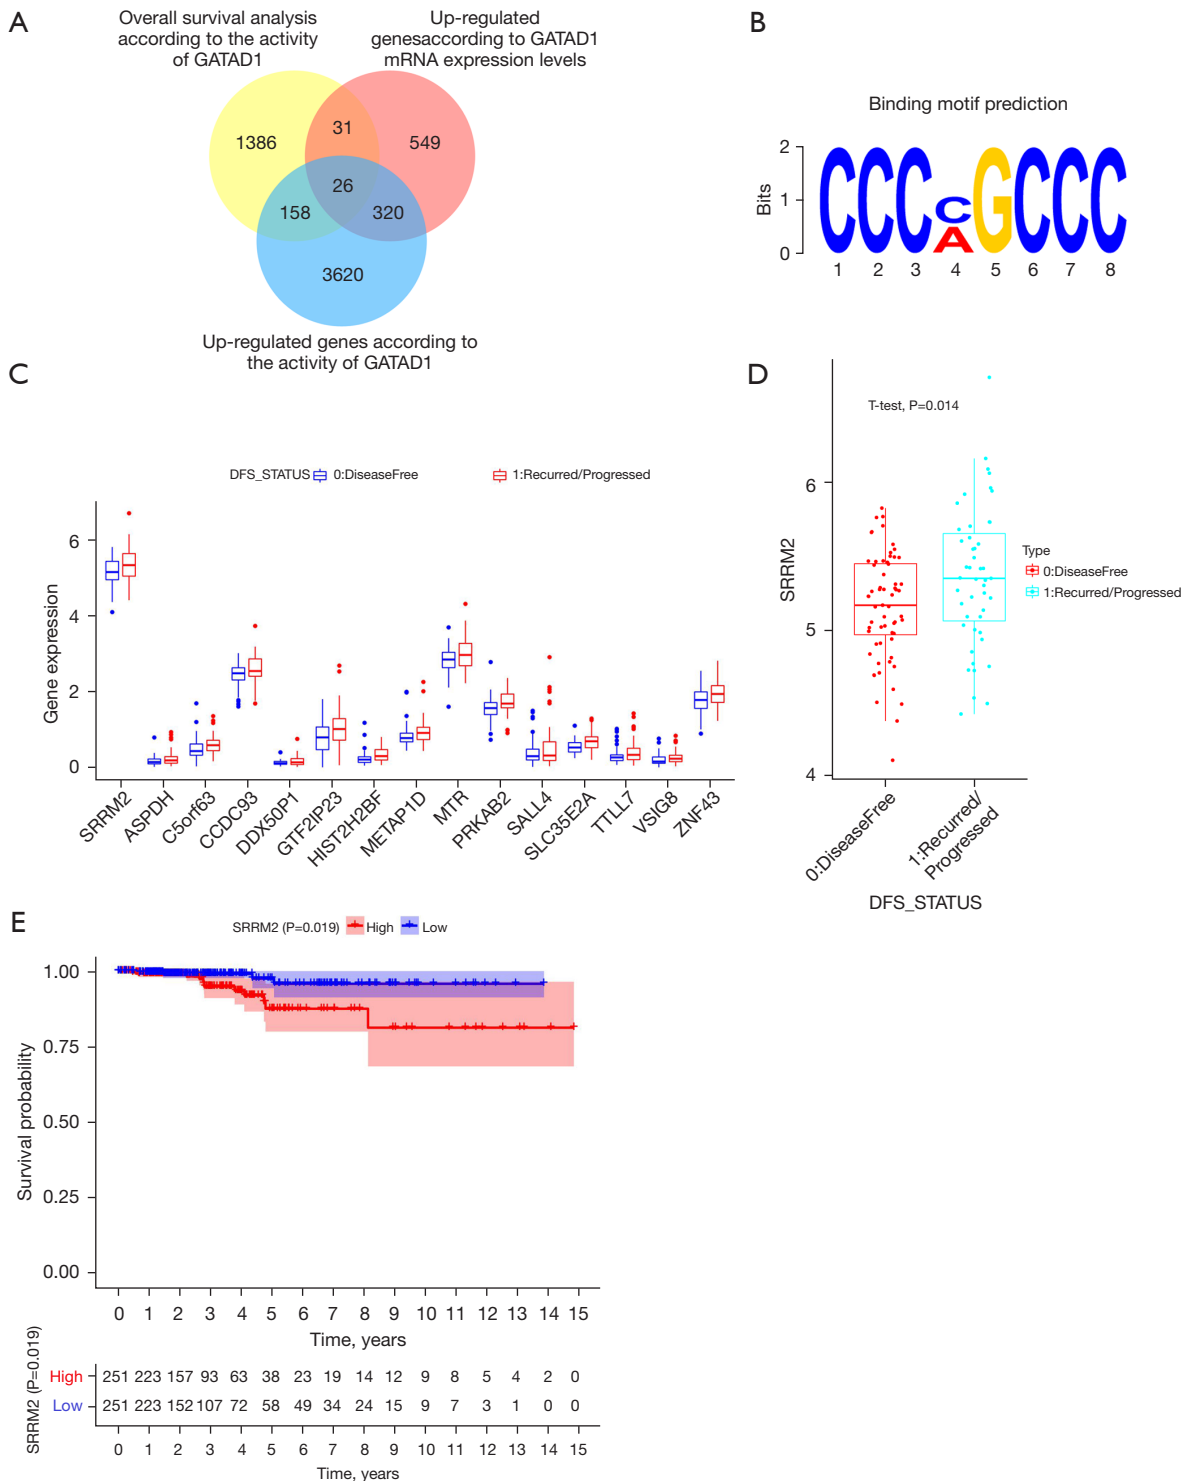 A
Overall survival analysis
according to the activity
of GATAD1
Up-regulated
genesaccording to GATAD1
mRNA expression levels
1386
31
549
26
158
320
3620
Up-regulated genes according to
the activity of GATAD1
B
Binding motif prediction
Bits
2
1
0
CCCCGCCC
A
1 2 3 4 5 6 7 8
C
DFS_STATUS 0:DiseaseFree 1:Recurred/Progressed
Gene expression
6
4
2
0
SRRM2
ASPDH
C5orf63
CCDC93
DDX50P1
GTF2IP23
HIST2H2BF
METAP1D
MTR
PRKAB2
SALL4
SLC35E2A
TTLL7
VSIG8
ZNF43
D
T-test, P=0.014
SRRM2
6
5
4
Type
0:DiseaseFree
1:Recurred/Progressed
0:DiseaseFree
1:Recurred/
Progressed
DFS_STATUS
E
SRRM2 (P=0.019) High Low
Survival probability
1.00
0.75
0.50
0.25
0.00
0 1 2 3 4 5 6 7 8 9 10 11 12 13 14 15
Time, years
SRRM2 (P=0.019)
High 251 223 157 93 63 38 23 19 14 12 9 8 5 4 2 0
Low 251 223 152 107 72 58 49 34 24 15 9 7 3 1 0 0
0 1 2 3 4 5 6 7 8 9 10 11 12 13 14 15
Time, years